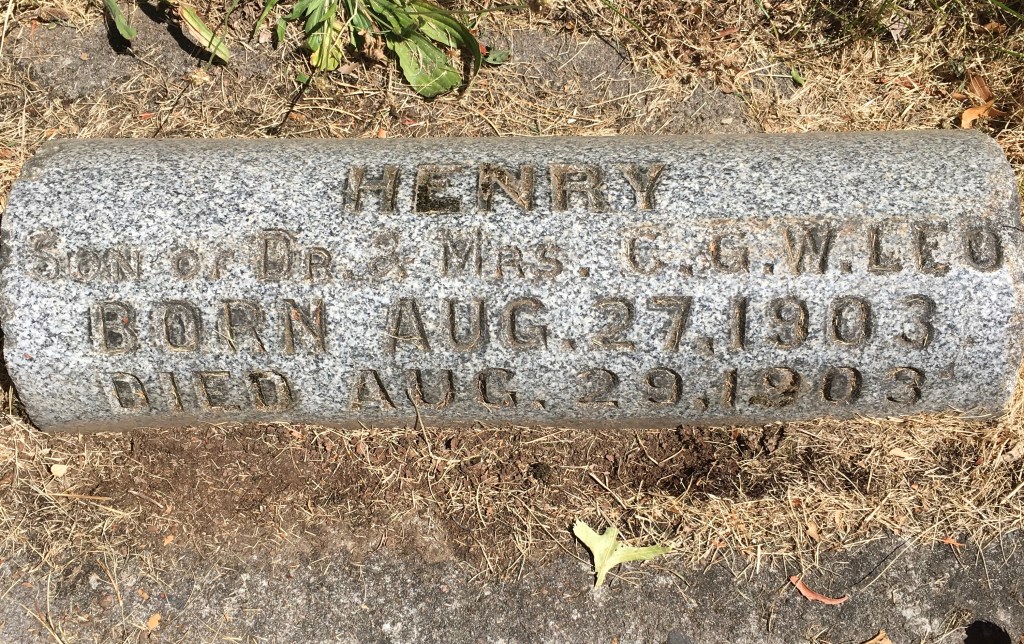 HENRY
SON OF DR. & MRS. C. G. W. LEO
BORN AUG. 27, 1903.
DIED AUG. 29, 1903